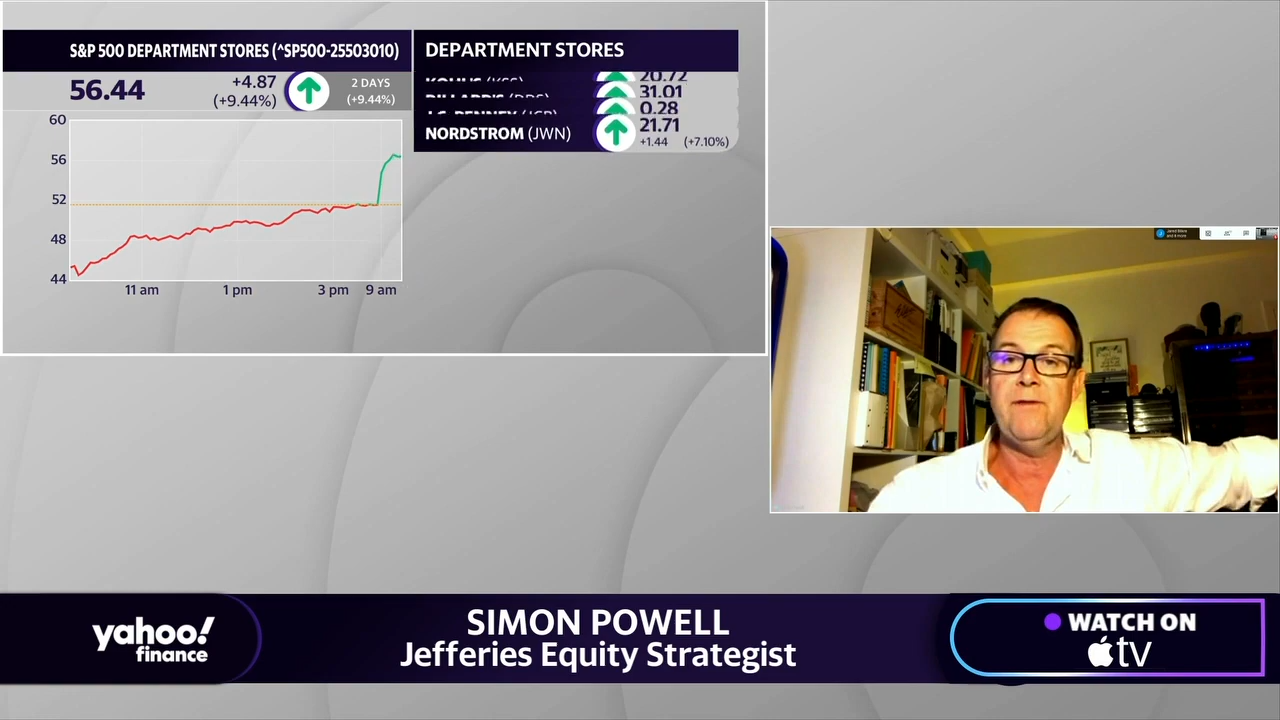 S&P 500 DEPARTMENT STORES (^SP500-25503010)
56.44
+4.87
(+9.44%)
2 DAYS
(+9.44%)
60
56
52
48
44
11 am
1 pm
3 pm
9 am
DEPARTMENT STORES
20.72
31.01
0.28
NORDSTROM (JWN)
21.71
+1.44 (+7.10%)
SIMON POWELL
Jefferies Equity Strategist
yahoo!
finance
WATCH ON
tv